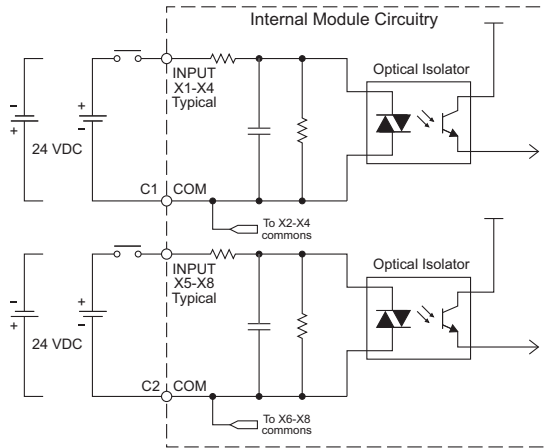 Internal Module Circuitry
INPUT
X1-X4
Typical
Optical Isolator
-
+
+
-
24 VDC
C1 COM
To X2-X4
commons
INPUT
X5-X8
Typical
Optical Isolator
-
+
+
-
24 VDC
C2 COM
To X6-X8
commons